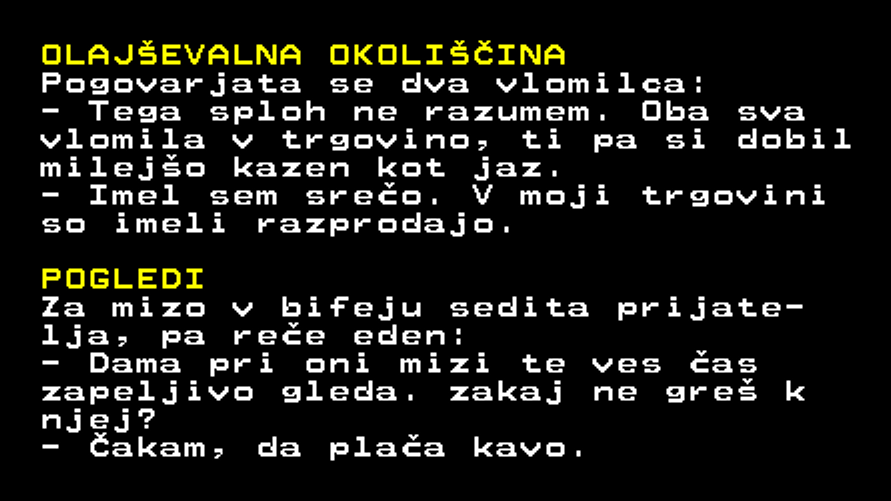 OLAJŠEVALNA OKOLIŠČINA
Pogovarjata se dva vlomilca:
- Tega sploh ne razumem. Oba sva
vlomila v trgovino, ti pa si dobil
milejšo kazen kot jaz.
- Imel sem srečo. V moji trgovini
so imeli razprodajo.
POGLEDI
Za mizo v bifeju sedita prijate-
lja, pa reče eden:
- Dama pri oni mizi te ves čas
zapeljivo gleda. zakaj ne greš k
njej?
- Čakam, da plača kavo.